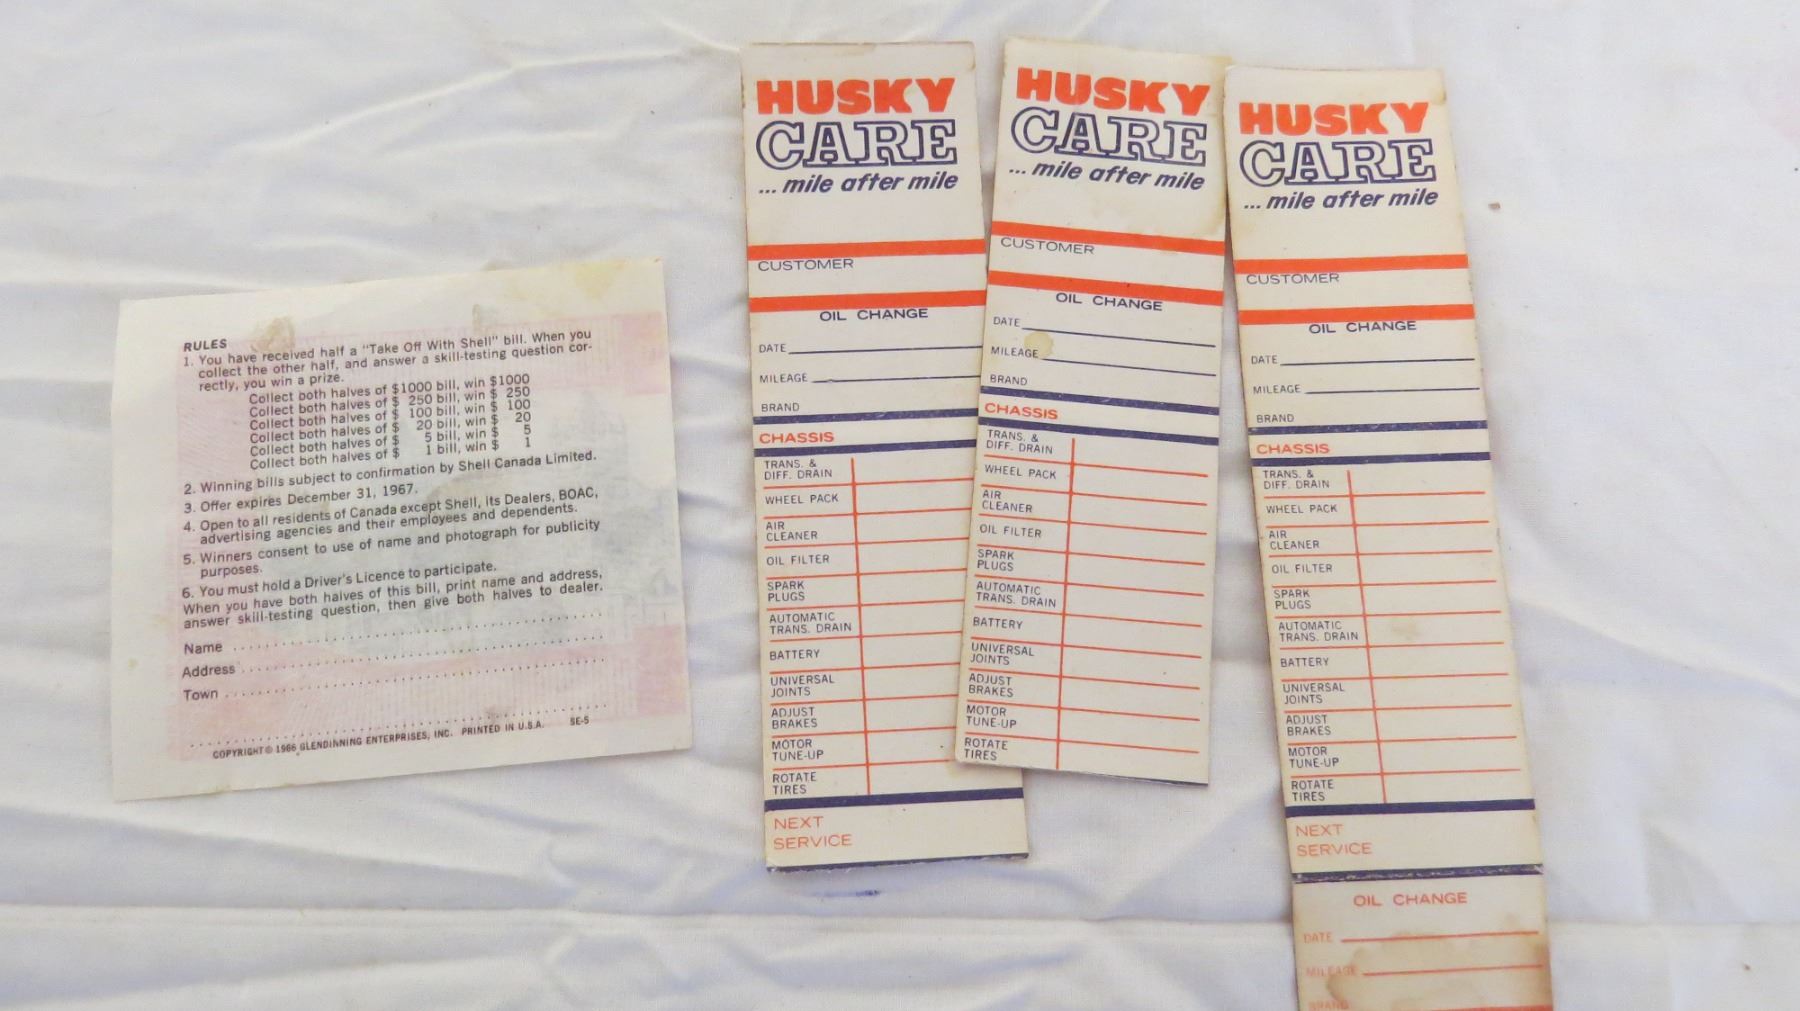 RULES
1. You have received half a "Take Off With Shell" bill. When you
collect the other half, and answer a skill-testing question cor-
rectly, you win a prize.
Collect both halves of $1000 bill, win $1000
Collect both halves of $ 250 bill, win $ 250
Collect both halves of $ 100 bill, win $ 100
Collect both halves of $ 20 bill, win $ 20
Collect both halves of $ 5 bill, win $ 5
Collect both halves of $ 1 bill, win $ 1
2. Winning bills subject to confirmation by Shell Canada Limited.
3. Offer expires December 31, 1967.
4. Open to all residents of Canada except Shell, its Dealers, BOAC,
advertising agencies and their employees and dependents.
5. Winners consent to use of name and photograph for publicity
purposes.
6. You must hold a Driver's Licence to participate.
When you have both halves of this bill, print name and address,
answer skill-testing question, then give both halves to dealer.
Name
Address
Town
COPYRIGHT © 1966 GLENDINNING ENTERPRISES, INC. PRINTED IN U.S.A. SE-5
HUSKY
CARE
... mile after mile
CUSTOMER
OIL CHANGE
DATE
MILEAGE
BRAND
CHASSIS
TRANS. &
DIFF. DRAIN
WHEEL PACK
AIR
CLEANER
OIL FILTER
SPARK
PLUGS
AUTOMATIC
TRANS. DRAIN
BATTERY
UNIVERSAL
JOINTS
ADJUST
BRAKES
MOTOR
TUNE-UP
ROTATE
TIRES
NEXT
SERVICE
HUSKY
CARE
... mile after mile
CUSTOMER
OIL CHANGE
DATE
MILEAGE
BRAND
CHASSIS
TRANS. &
DIFF. DRAIN
WHEEL PACK
AIR
CLEANER
OIL FILTER
SPARK
PLUGS
AUTOMATIC
TRANS. DRAIN
BATTERY
UNIVERSAL
JOINTS
ADJUST
BRAKES
MOTOR
TUNE-UP
ROTATE
TIRES
HUSKY
CARE
... mile after mile
CUSTOMER
OIL CHANGE
DATE
MILEAGE
BRAND
CHASSIS
TRANS. &
DIFF. DRAIN
WHEEL PACK
AIR
CLEANER
OIL FILTER
SPARK
PLUGS
AUTOMATIC
TRANS. DRAIN
BATTERY
UNIVERSAL
JOINTS
ADJUST
BRAKES
MOTOR
TUNE-UP
ROTATE
TIRES
NEXT
SERVICE
OIL CHANGE
DATE
MILEAGE
BRAND